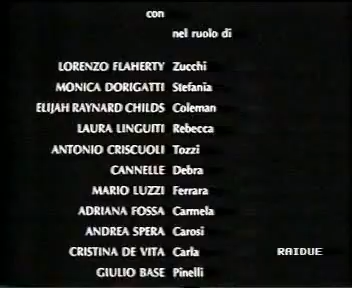 con
nel ruolo di
LORENZO FLAHERTY Zucchi
MONICA DORIGATTI Stefania
ELIJAH RAYNARD CHILDS Coleman
LAURA LINGUITI Rebecca
ANTONIO CRISCUOLI Tozzi
CANNELLE Debra
MARIO LUZZI Ferrara
ADRIANA FOSSA Carmela
ANDREA SPERA Carosi
CRISTINA DE VITA Carla
RAIDUE
GIULIO BASE Pinelli